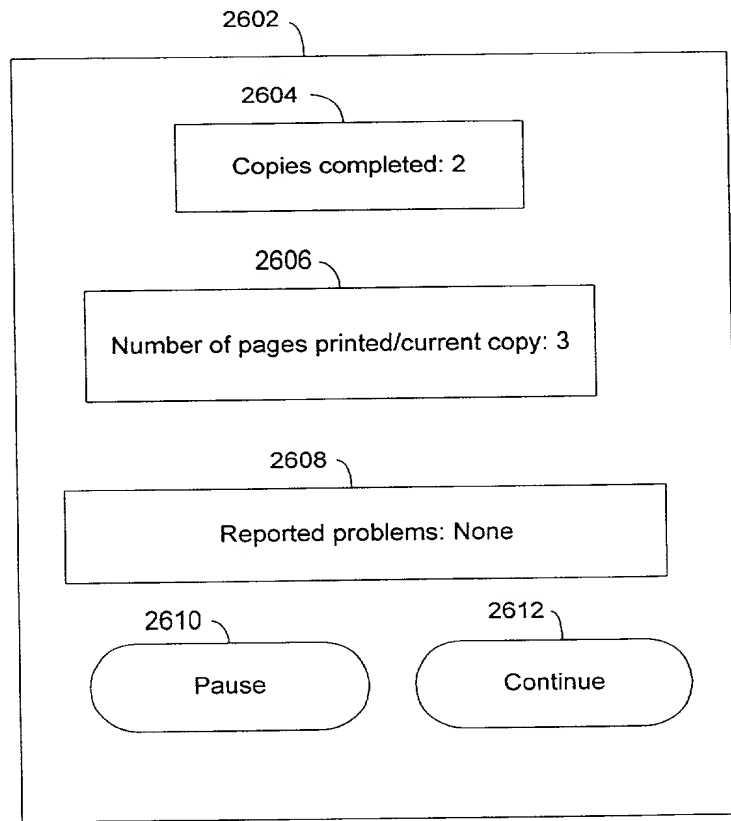 2602
2604
Copies completed: 2
2606
Number of pages printed/current copy: 3
2608
Reported problems: None
2610
2612
Pause
Continue